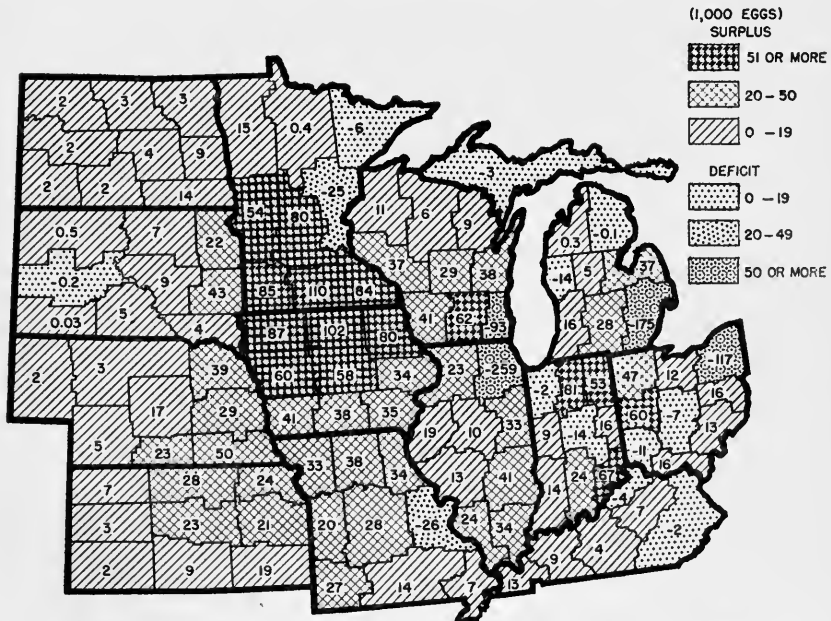 (1,000 EGGS)
SURPLUS
51 OR MORE
20 - 50
0 - 19
DEFICIT
0 - 19
20 - 49
50 OR MORE
2 3 3 15 0.4 -6
2 4 9 -3
2 2 14 54 80 -25 11 6 9 0.3 -0.1
0.5 7 22 37 29 38 -14 5 37
-0.2 9 43 85 110 84 41 62 -93 16 28 -175
0.03 5 4 87 102 80
2 3 39 60 58 34 23 -259 -2 81 53 47 12 -117
17 29 41 38 35 19 10 33 9 14 16 60 -7 16
5 23 50 13 41 14 24 67 -11 16 13
7 28 24 33 38 34 -4 7
3 23 21 20 28 -26 24 34 -2
2 9 19 27 14 7 13 9 4